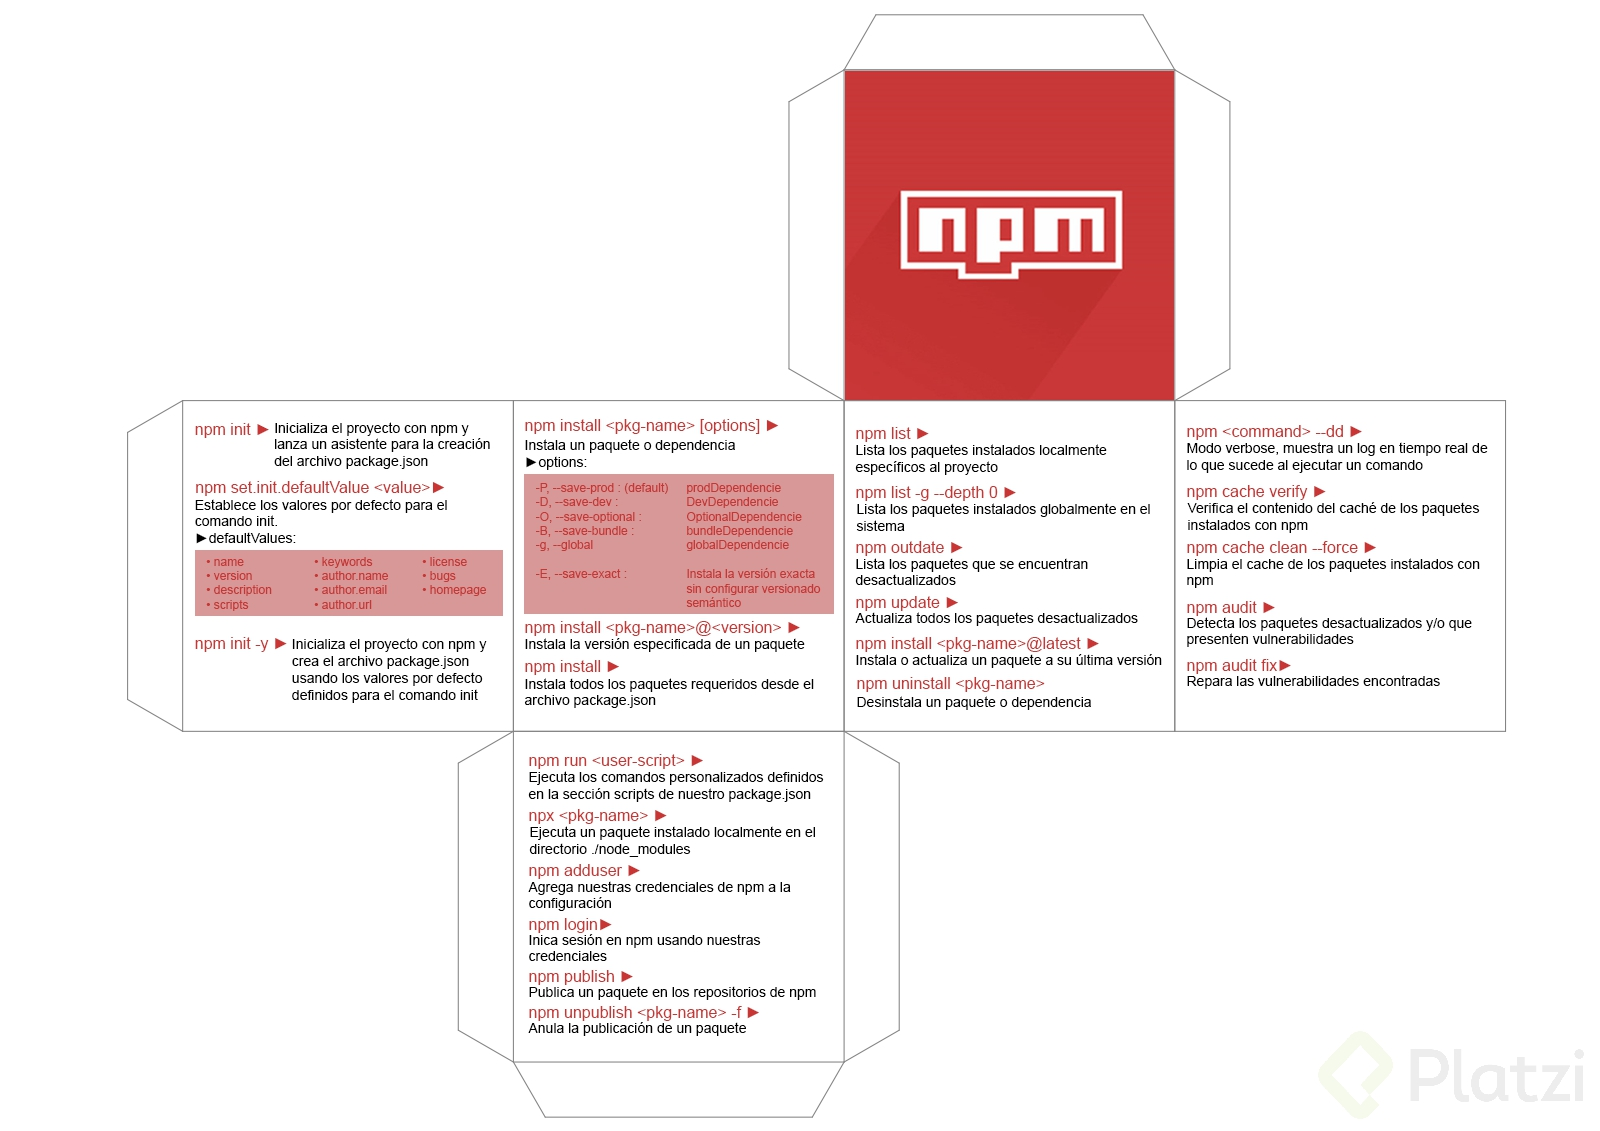 npm
npm init ►
Inicializa el proyecto con npm y
lanza un asistente para la creación
del archivo package.json
npm set.init.defaultValue <value>►
Establece los valores por defecto para el
comando init.
►defaultValues:
• name • keywords • license
• version • author.name • bugs
• description • author.email • homepage
• scripts • author.url
npm init -y ►
Inicializa el proyecto con npm y
crea el archivo package.json
usando los valores por defecto
definidos para el comando init
npm install <pkg-name> [options] ►
Instala un paquete o dependencia
►options:
-P, --save-prod : (default) prodDependencie
-D, --save-dev : DevDependencie
-O, --save-optional : OptionalDependencie
-B, --save-bundle : bundleDependencie
-g, --global globalDependencie
-E, --save-exact : Instala la versión exacta
sin configurar versionado
semántico
npm install <pkg-name>@<version> ►
Instala la versión especificada de un paquete
npm install ►
Instala todos los paquetes requeridos desde el
archivo package.json
npm list ►
Lista los paquetes instalados localmente
específicos al proyecto
npm list -g --depth 0 ►
Lista los paquetes instalados globalmente en el
sistema
npm outdate ►
Lista los paquetes que se encuentran
desactualizados
npm update ►
Actualiza todos los paquetes desactualizados
npm install <pkg-name>@latest ►
Instala o actualiza un paquete a su última versión
npm uninstall <pkg-name>
Desinstala un paquete o dependencia
npm <command> --dd ►
Modo verbose, muestra un log en tiempo real de
lo que sucede al ejecutar un comando
npm cache verify ►
Verifica el contenido del caché de los paquetes
instalados con npm
npm cache clean --force ►
Limpia el cache de los paquetes instalados con
npm
npm audit ►
Detecta los paquetes desactualizados y/o que
presenten vulnerabilidades
npm audit fix►
Repara las vulnerabilidades encontradas
npm run <user-script> ►
Ejecuta los comandos personalizados definidos
en la sección scripts de nuestro package.json
npx <pkg-name> ►
Ejecuta un paquete instalado localmente en el
directorio ./node_modules
npm adduser ►
Agrega nuestras credenciales de npm a la
configuración
npm login►
Inica sesión en npm usando nuestras
credenciales
npm publish ►
Publica un paquete en los repositorios de npm
npm unpublish <pkg-name> -f ►
Anula la publicación de un paquete
Platzi